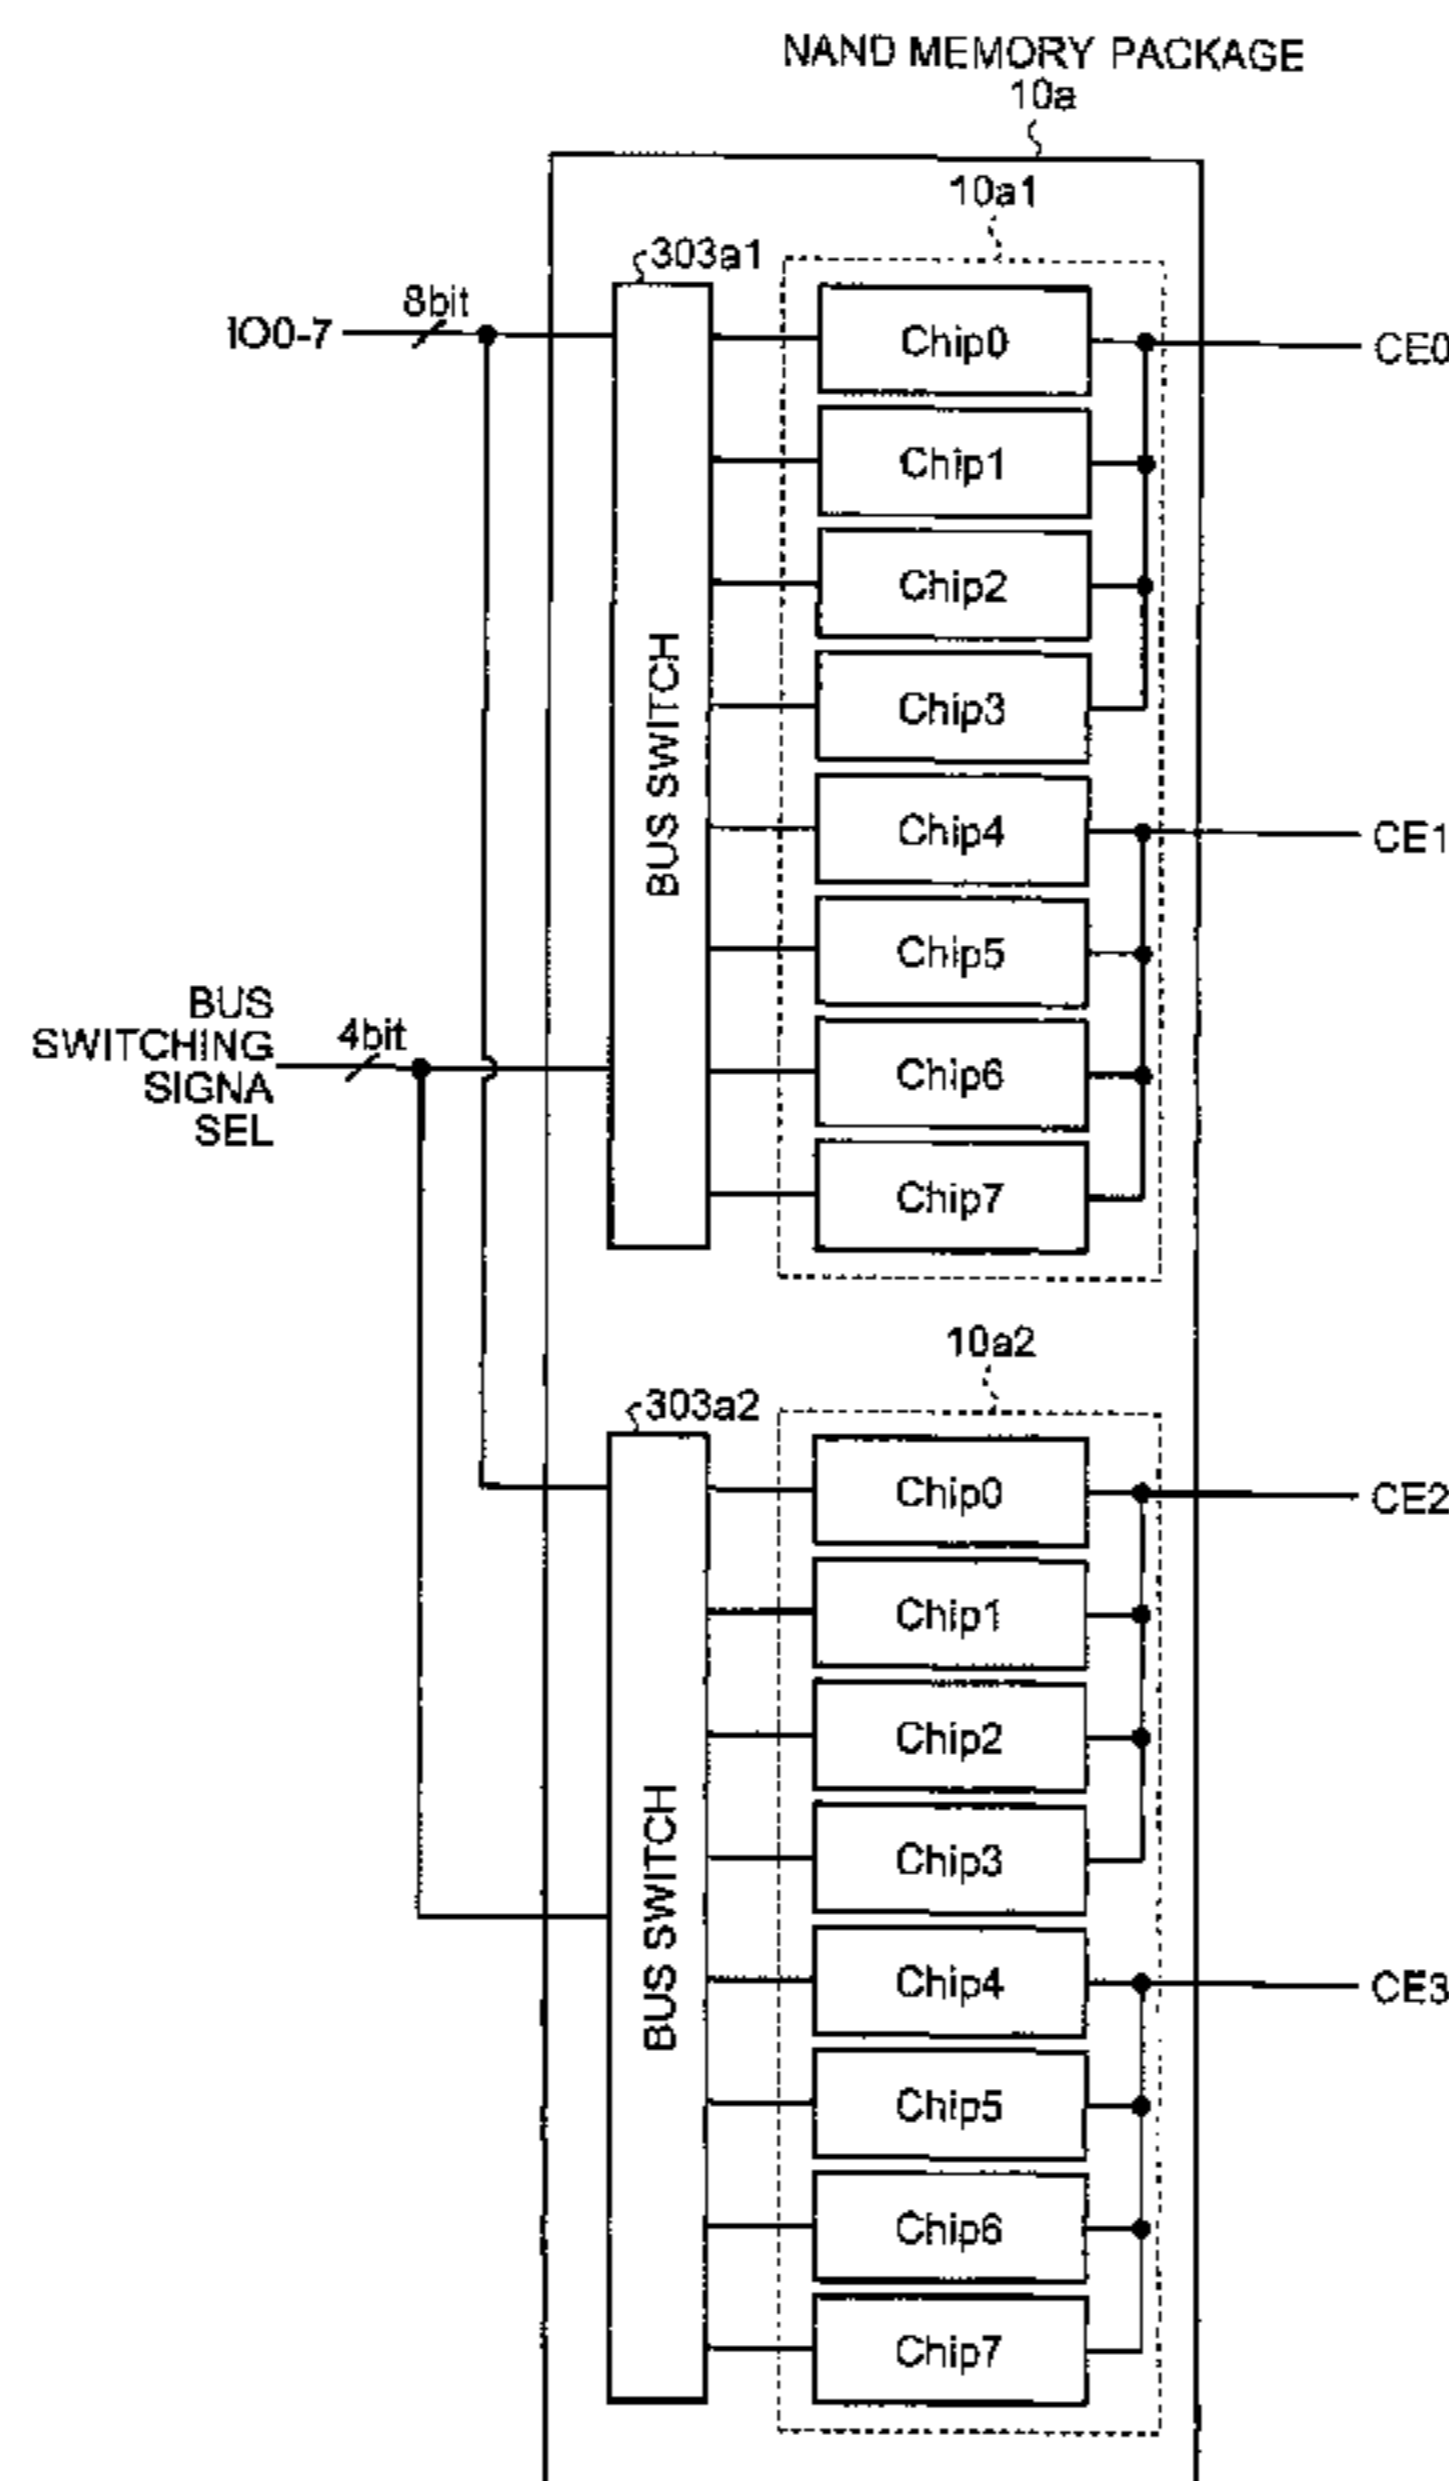 NAND MEMORY PACKAGE
10a
10a1
303a1
8bit
IO0-7
Chip0
CE0
Chip1
Chip2
Chip3
BUS SWITCH
Chip4
CE1
Chip5
BUS
SWITCHING
SIGNA
SEL
4bit
Chip6
Chip7
10a2
303a2
Chip0
CE2
Chip1
Chip2
Chip3
BUS SWITCH
Chip4
CE3
Chip5
Chip6
Chip7